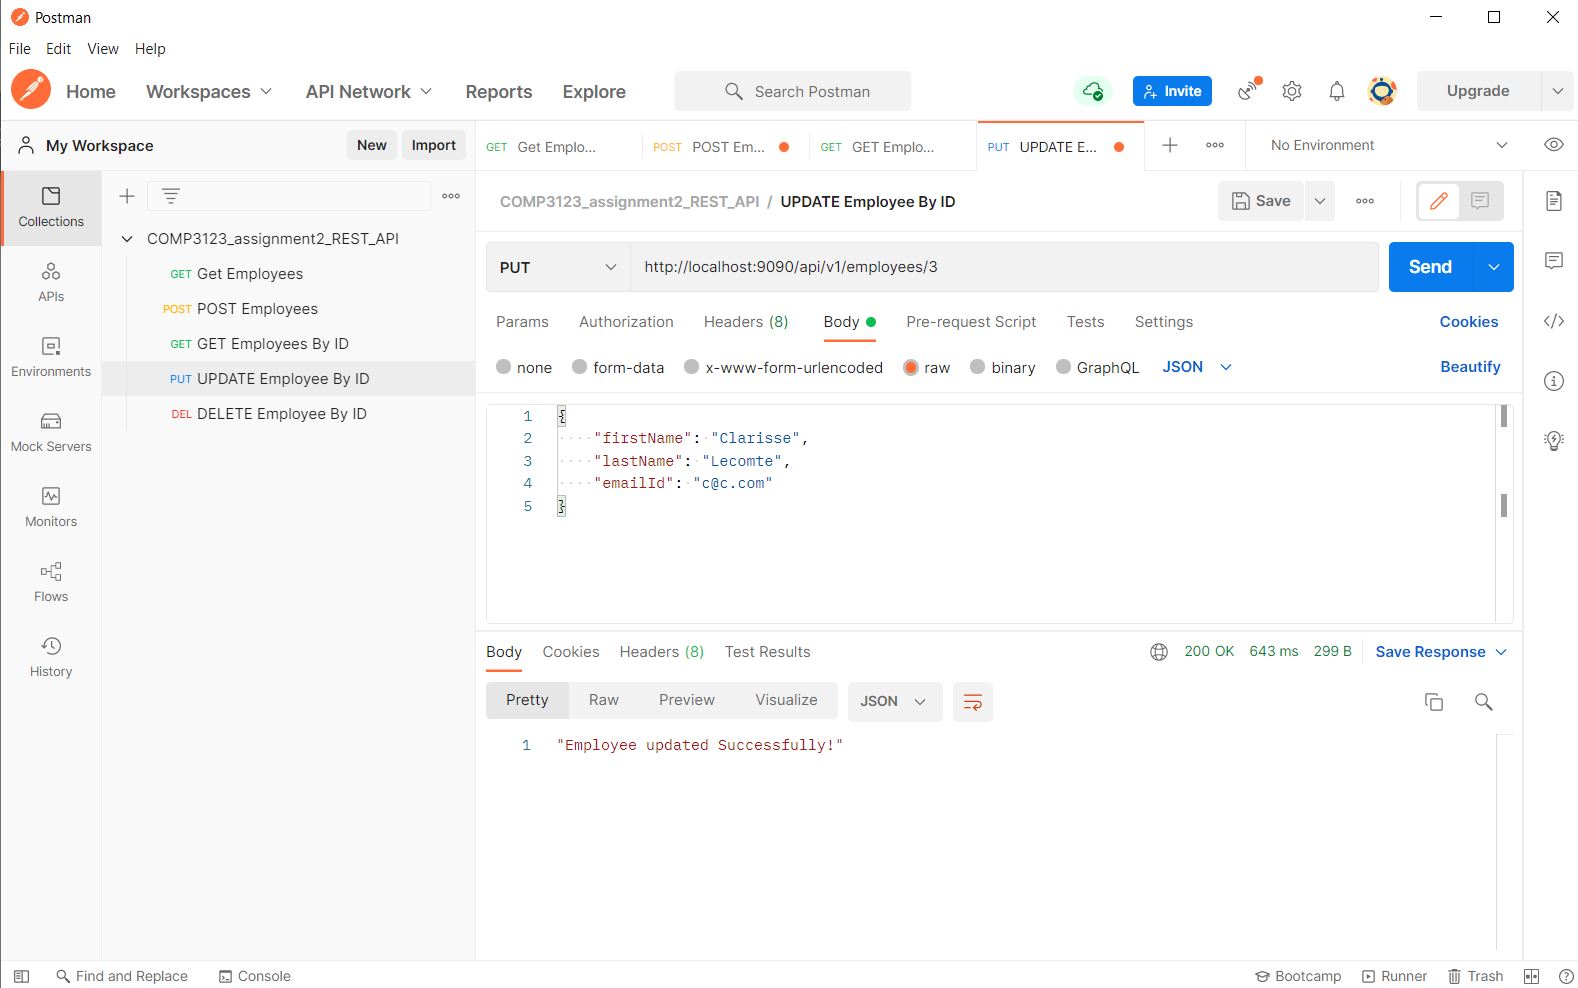 Postman
File Edit View Help
Home Workspaces API Network Reports Explore Search Postman Invite Upgrade
My Workspace New Import
GET Get Emplo... POST POST Em... GET GET Emplo... PUT UPDATE E... No Environment
Collections
APIs
Environments
Mock Servers
Monitors
Flows
History
COMP3123_assignment2_REST_API
GET Get Employees
POST POST Employees
GET GET Employees By ID
PUT UPDATE Employee By ID
DEL DELETE Employee By ID
COMP3123_assignment2_REST_API / UPDATE Employee By ID Save
PUT http://localhost:9090/api/v1/employees/3 Send
Params Authorization Headers (8) Body Pre-request Script Tests Settings Cookies
none form-data x-www-form-urlencoded raw binary GraphQL JSON Beautify
1 {
2 "firstName": "Clarisse",
3 "lastName": "Lecomte",
4 "emailId": "c@c.com"
5 }
Body Cookies Headers (8) Test Results 200 OK 643 ms 299 B Save Response
Pretty Raw Preview Visualize JSON
1 "Employee updated Successfully!"
Find and Replace Console Bootcamp Runner Trash